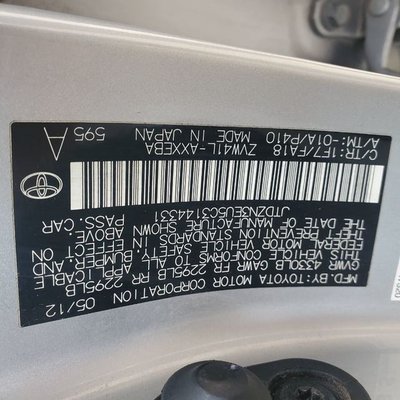 MFD.BY: TOYOTA MOTOR CORPORATION 05/12
GVWR 4330LB GAWR FR 2295LB RR 2295LB
THIS VEHICLE CONFORMS TO ALL APPLICABLE
FEDERAL MOTOR VEHICLE SAFETY, BUMPER, AND
THEFT PREVENTION STANDARDS IN EFFECT ON
THE DATE OF MANUFACTURE SHOWN ABOVE.
JTDZN3EU5C3144331 PASS. CAR
C/TR: 1F7/FA18 ZVW41L-AXXEBA 595 A
A/TM: -01A/P410 MADE IN JAPAN